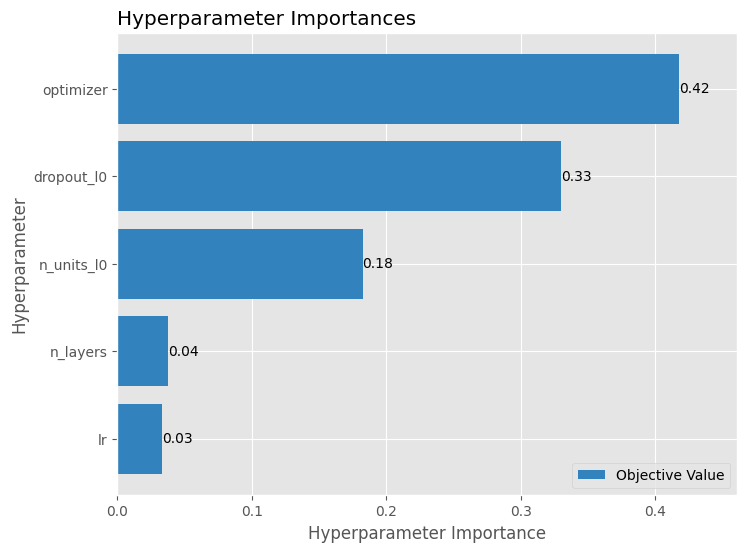 Hyperparameter Importances
Hyperparameter
optimizer
0.42
dropout_l0
0.33
n_units_l0
0.18
n_layers
0.04
lr
0.03
Objective Value
0.0 0.1 0.2 0.3 0.4
Hyperparameter Importance